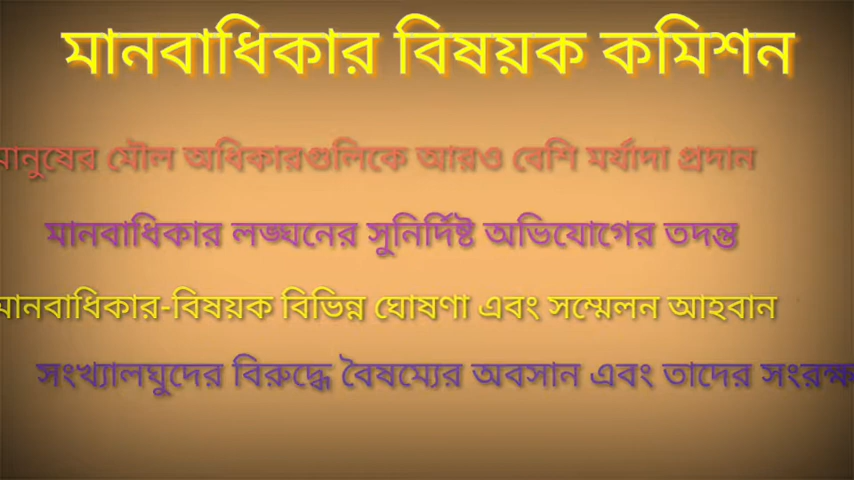 মানবাধিকার বিষয়ক কমিশন
মানুষের মৌল অধিকারগুলিকে আরও বেশি মর্যাদা প্রদান
মানবাধিকার লঙ্ঘনের সুনির্দিষ্ট অভিযোগের তদন্ত
মানবাধিকার-বিষয়ক বিভিন্ন ঘোষণা এবং সম্মেলন আহবান
সংখ্যালঘুদের বিরুদ্ধে বৈষম্যের অবসান এবং তাদের